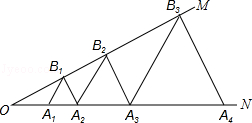 B₃ M
B₂
B₁
O A₁ A₂ A₃ A₄ N